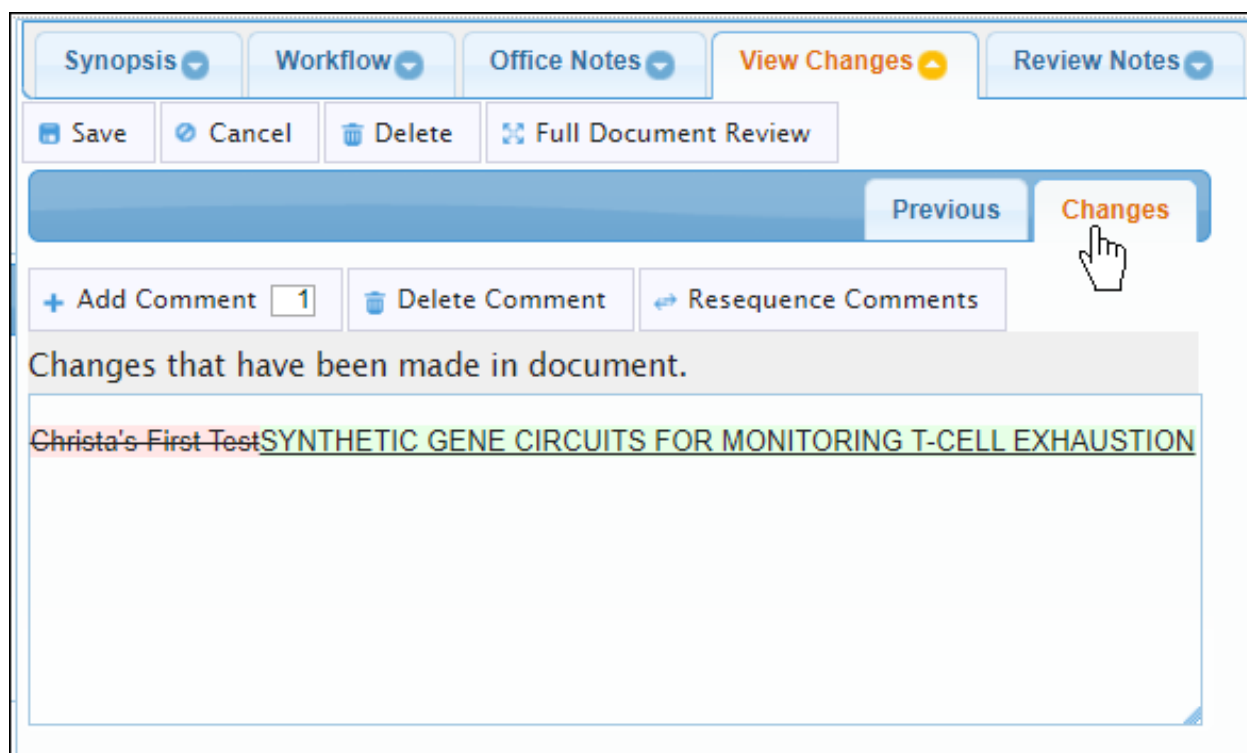 Synopsis Workflow Office Notes View Changes Review Notes
Save Cancel Delete Full Document Review
Previous Changes
+ Add Comment 1 Delete Comment Resequence Comments
Changes that have been made in document.
Christa's First TestSYNTHETIC GENE CIRCUITS FOR MONITORING T-CELL EXHAUSTION